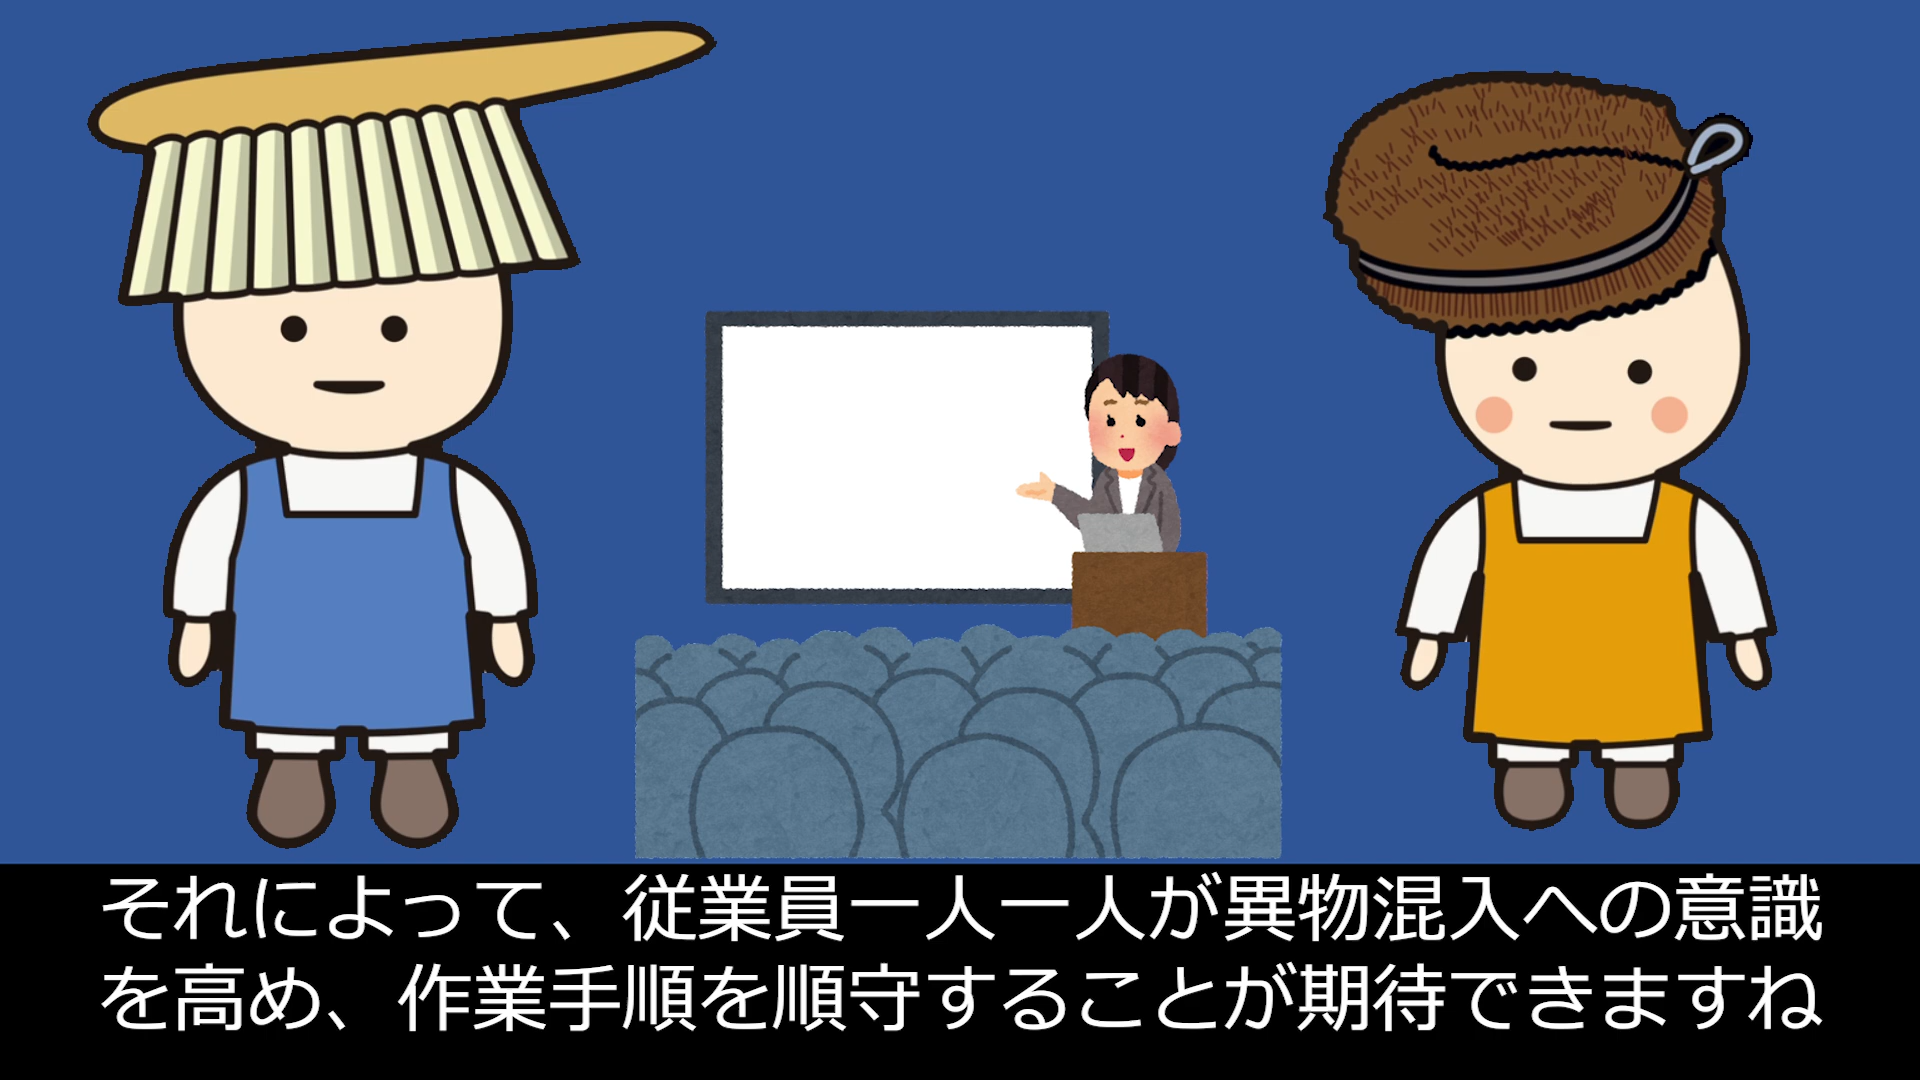 それによって、従業員一人一人が異物混入への意識
を高め、作業手順を順守することが期待できますね